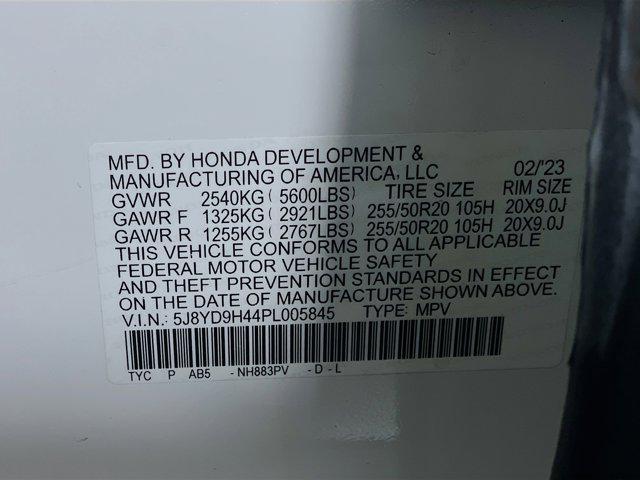 MFD. BY HONDA DEVELOPMENT &
MANUFACTURING OF AMERICA, LLC 02/'23
GVWR 2540KG ( 5600LBS) TIRE SIZE RIM SIZE
GAWR F 1325KG ( 2921LBS) 255/50R20 105H 20X9.0J
GAWR R 1255KG ( 2767LBS) 255/50R20 105H 20X9.0J
THIS VEHICLE CONFORMS TO ALL APPLICABLE
FEDERAL MOTOR VEHICLE SAFETY
AND THEFT PREVENTION STANDARDS IN EFFECT
ON THE DATE OF MANUFACTURE SHOWN ABOVE.
V.I.N.: 5J8YD9H44PL005845 TYPE: MPV
TYC P AB5 - NH883PV - D - L